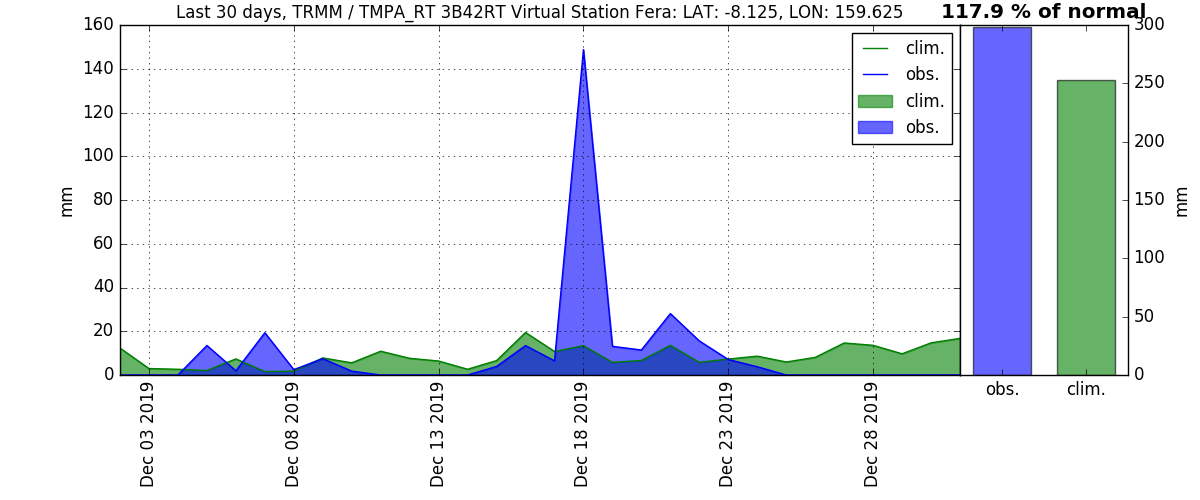 Last 30 days, TRMM / TMPA_RT 3B42RT Virtual Station Fera: LAT: -8.125, LON: 159.625
117.9 % of normal
160
140
120
100
80
60
40
20
0
mm
clim.
obs.
clim.
obs.
Dec 03 2019
Dec 08 2019
Dec 13 2019
Dec 18 2019
Dec 23 2019
Dec 28 2019
300
250
200
150
100
50
0
mm
obs.
clim.